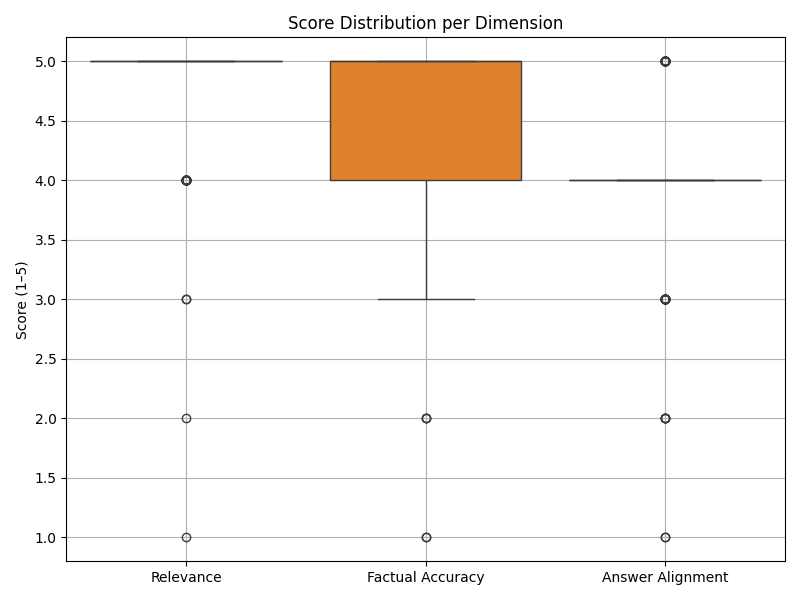 Score Distribution per Dimension
Score (1–5)
5.0
4.5
4.0
3.5
3.0
2.5
2.0
1.5
1.0
Relevance
Factual Accuracy
Answer Alignment